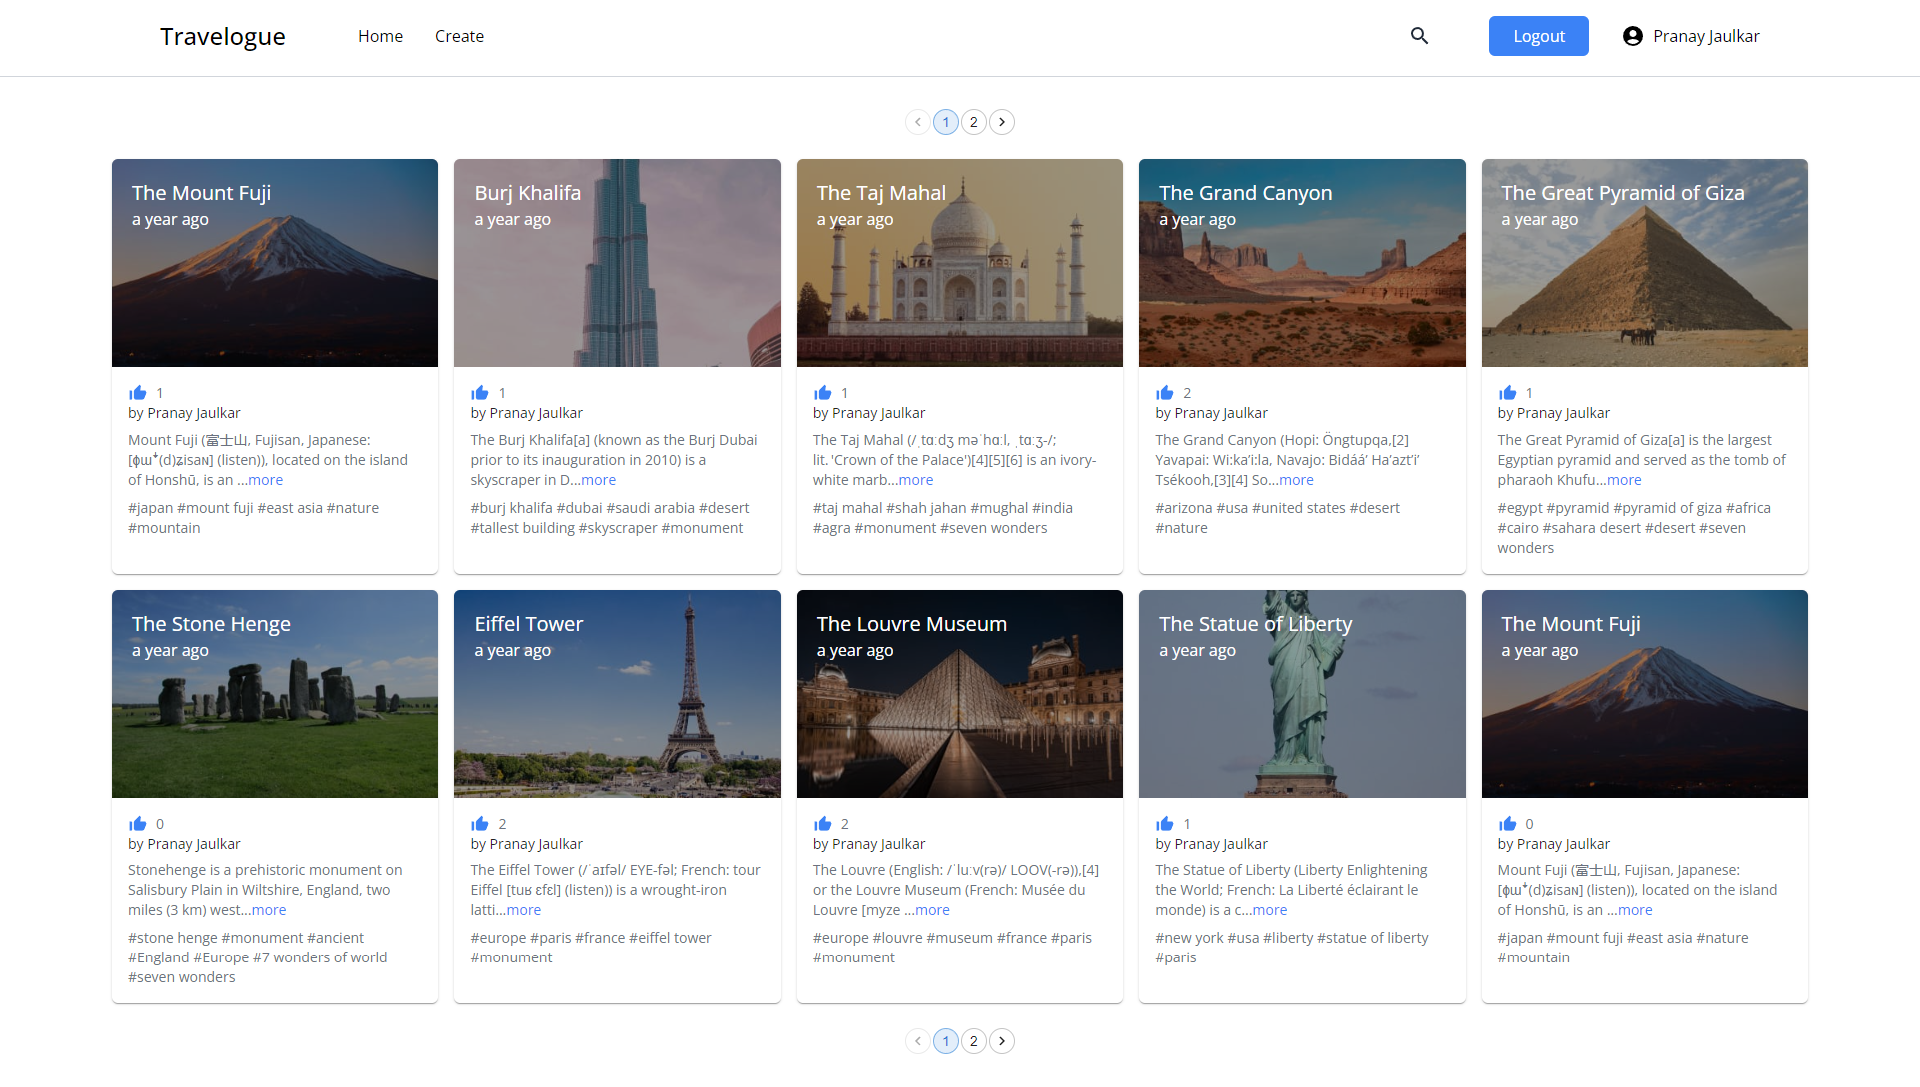 Travelogue
Home
Create
Logout
Pranay Jaulkar
1
2
The Mount Fuji
a year ago
1
by Pranay Jaulkar
Mount Fuji (富士山, Fujisan, Japanese:
[ɸɯꜜ(d)ʑisaɴ] (listen)), located on the island
of Honshū, is an ...more
#japan #mount fuji #east asia #nature
#mountain
Burj Khalifa
a year ago
1
by Pranay Jaulkar
The Burj Khalifa[a] (known as the Burj Dubai
prior to its inauguration in 2010) is a
skyscraper in D...more
#burj khalifa #dubai #saudi arabia #desert
#tallest building #skyscraper #monument
The Taj Mahal
a year ago
1
by Pranay Jaulkar
The Taj Mahal (/ˌtɑːdʒ məˈhɑːl, ˌtɑːʒ-/;
lit. 'Crown of the Palace')[4][5][6] is an ivory-
white marb...more
#taj mahal #shah jahan #mughal #india
#agra #monument #seven wonders
The Grand Canyon
a year ago
2
by Pranay Jaulkar
The Grand Canyon (Hopi: Öngtupqa,[2]
Yavapai: Wi:kaʼi:la, Navajo: Bidááʼ Haʼaztʼiʼ
Tsékooh,[3][4] So...more
#arizona #usa #united states #desert
#nature
The Great Pyramid of Giza
a year ago
1
by Pranay Jaulkar
The Great Pyramid of Giza[a] is the largest
Egyptian pyramid and served as the tomb of
pharaoh Khufu...more
#egypt #pyramid #pyramid of giza #africa
#cairo #sahara desert #desert #seven
wonders
The Stone Henge
a year ago
0
by Pranay Jaulkar
Stonehenge is a prehistoric monument on
Salisbury Plain in Wiltshire, England, two
miles (3 km) west...more
#stone henge #monument #ancient
#England #Europe #7 wonders of world
#seven wonders
Eiffel Tower
a year ago
2
by Pranay Jaulkar
The Eiffel Tower (/ˈaɪfəl/ EYE-fəl; French: tour
Eiffel [tuʁ ɛfɛl] (listen)) is a wrought-iron
latti...more
#europe #paris #france #eiffel tower
#monument
The Louvre Museum
a year ago
2
by Pranay Jaulkar
The Louvre (English: /ˈluːv(rə)/ LOOV(-rə)),[4]
or the Louvre Museum (French: Musée du
Louvre [myze ...more
#europe #louvre #museum #france #paris
#monument
The Statue of Liberty
a year ago
1
by Pranay Jaulkar
The Statue of Liberty (Liberty Enlightening
the World; French: La Liberté éclairant le
monde) is a c...more
#new york #usa #liberty #statue of liberty
#paris
The Mount Fuji
a year ago
0
by Pranay Jaulkar
Mount Fuji (富士山, Fujisan, Japanese:
[ɸɯꜜ(d)ʑisaɴ] (listen)), located on the island
of Honshū, is an ...more
#japan #mount fuji #east asia #nature
#mountain
1
2